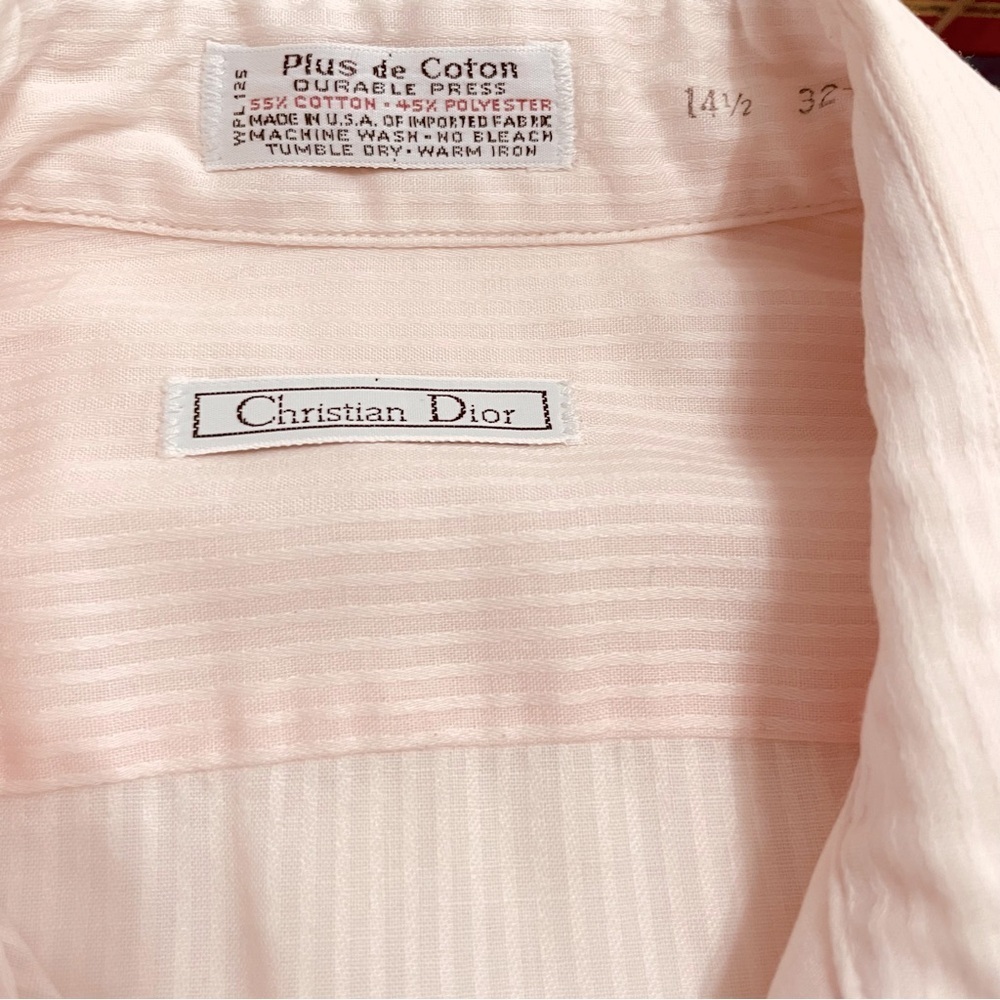 Plus de Coton
DURABLE PRESS
55% COTTON - 45% POLYESTER
MADE IN U.S.A. OF IMPORTED FABRIC
MACHINE WASH - NO BLEACH
TUMBLE DRY • WARM IRON
WPL125
14½ 32-
Christian Dior